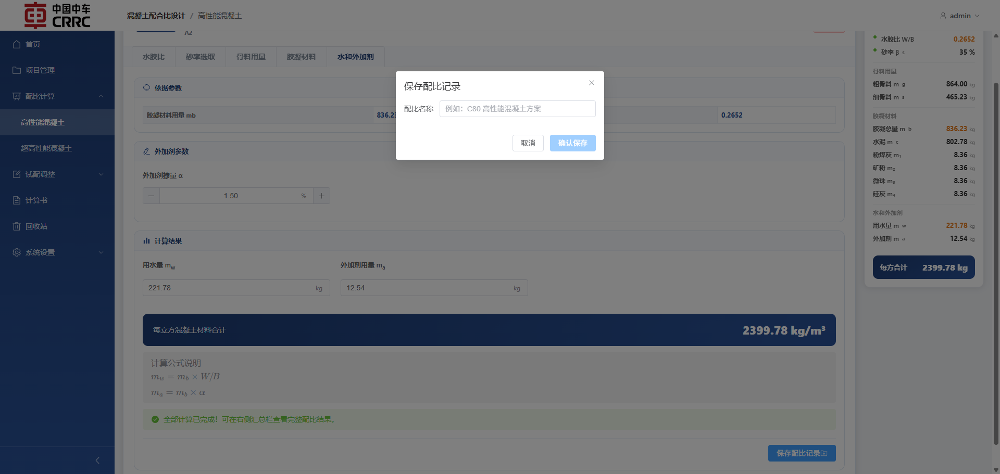 中国中车
CRRC
混凝土配合比设计 / 高性能混凝土
admin
首页
项目管理
配比计算
高性能混凝土
超高性能混凝土
试配调整
计算书
回收站
系统设置
A2
水胶比
砂率选取
骨料用量
胶凝材料
水和外加剂
依据参数
胶凝材料用量 mb
836.23
0.2652
外加剂参数
外加剂掺量 α
1.50 %
计算结果
用水量 mw
外加剂用量 ma
221.78 kg
12.54 kg
每立方混凝土材料合计
2399.78 kg/m³
计算公式说明
mw = mb × W/B
ma = mb × α
全部计算已完成！可在右侧汇总栏查看完整配比结果。
保存配比记录
保存配比记录
配比名称
例如：C80 高性能混凝土方案
取消
确认保存
水胶比 W/B 0.2652
砂率 β s 35 %
骨料用量
粗骨料 m g 864.00 kg
细骨料 m s 465.23 kg
胶凝材料
胶凝总量 m b 836.23 kg
水泥 m c 802.78 kg
粉煤灰 m₁ 8.36 kg
矿粉 m₂ 8.36 kg
微珠 m₃ 8.36 kg
硅灰 m₄ 8.36 kg
水和外加剂
用水量 m w 221.78 kg
外加剂 m a 12.54 kg
每方合计 2399.78 kg